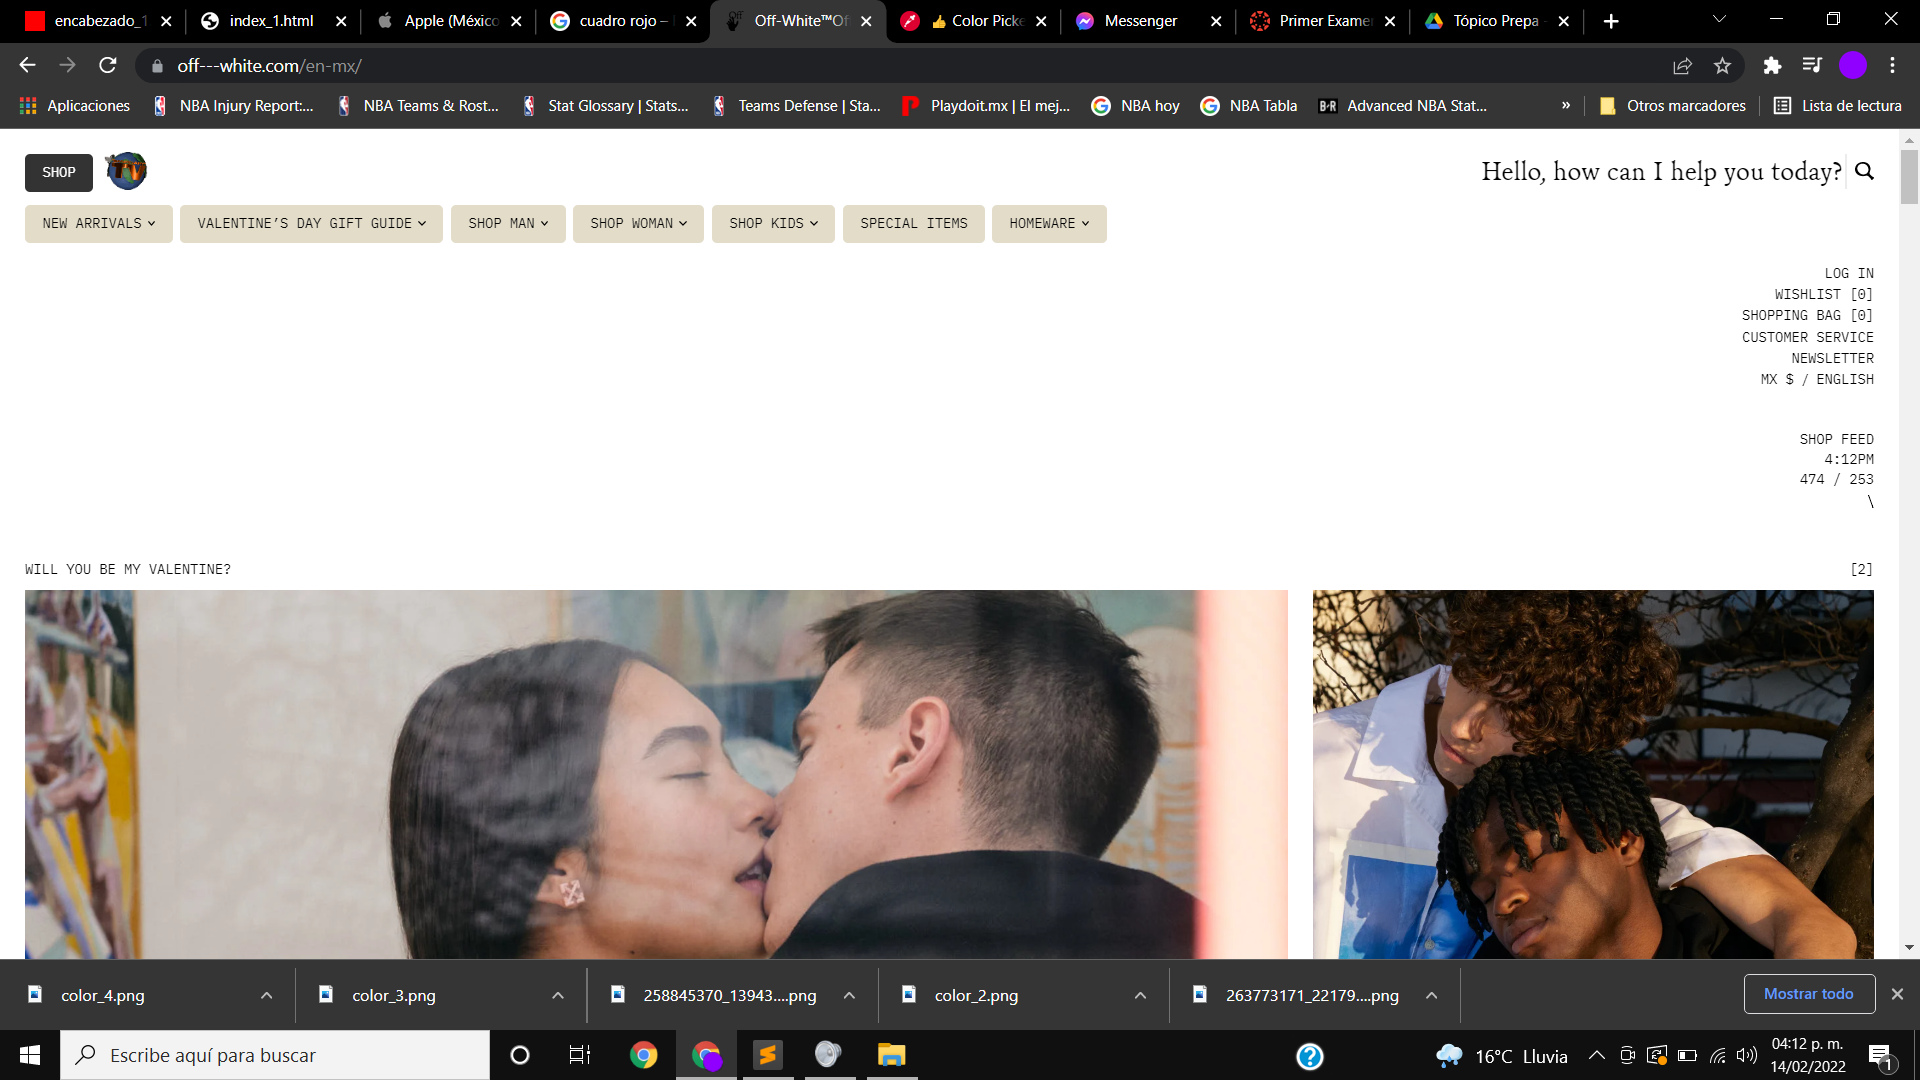 encabezado_1
index_1.html
Apple (México
cuadro rojo –
Off-White™Of
👍 Color Picke
Messenger
Primer Exame
Tópico Prepa
off---white.com/en-mx/
Aplicaciones
NBA Injury Report:...
NBA Teams & Rost...
Stat Glossary | Stats...
Teams Defense | Sta...
Playdoit.mx | El mej...
NBA hoy
NBA Tabla
B R
Advanced NBA Stat...
»
Otros marcadores
Lista de lectura
SHOP
Hello, how can I help you today?
NEW ARRIVALS
VALENTINE’S DAY GIFT GUIDE
SHOP MAN
SHOP WOMAN
SHOP KIDS
SPECIAL ITEMS
HOMEWARE
LOG IN
WISHLIST [0]
SHOPPING BAG [0]
CUSTOMER SERVICE
NEWSLETTER
MX $ / ENGLISH
SHOP FEED
4:12PM
474 / 253
\
WILL YOU BE MY VALENTINE?
[2]
color_4.png
color_3.png
258845370_13943....png
color_2.png
263773171_22179....png
Mostrar todo
Escribe aquí para buscar
16°C Lluvia
04:12 p. m.
14/02/2022
1